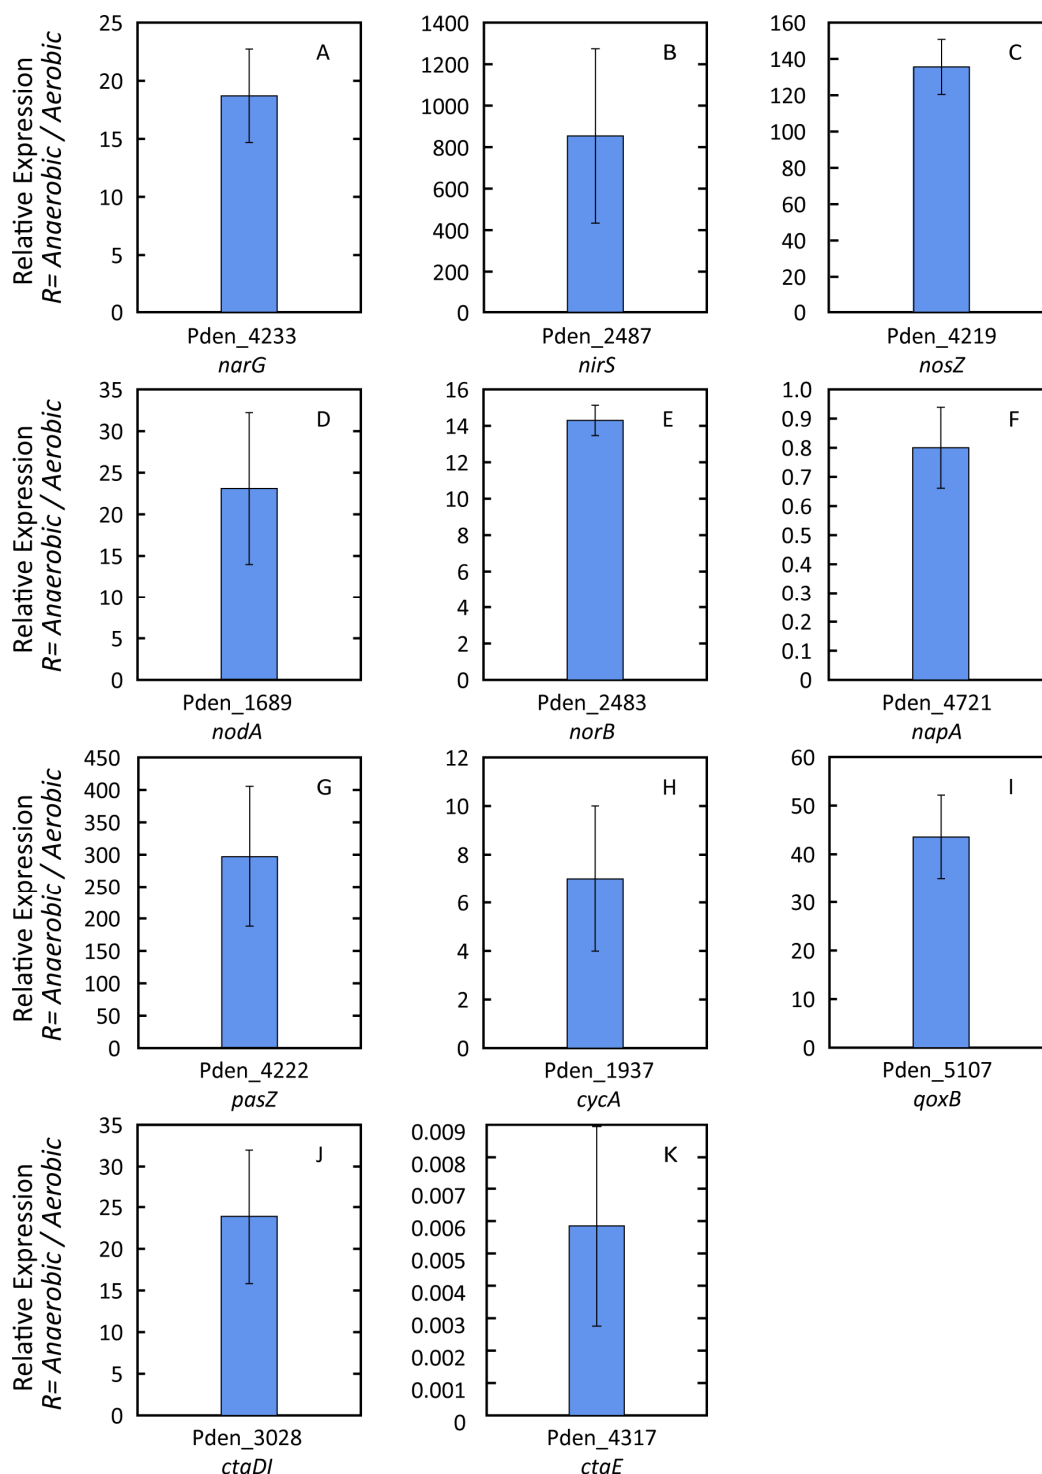 Relative Expression
R= Anaerobic / Aerobic
25
20
15
10
5
0
A
Pden_4233
narG
1400
1200
1000
800
600
400
200
0
B
Pden_2487
nirS
160
140
120
100
80
60
40
20
0
C
Pden_4219
nosZ
Relative Expression
R= Anaerobic / Aerobic
35
30
25
20
15
10
5
0
D
Pden_1689
nodA
16
14
12
10
8
6
4
2
0
E
Pden_2483
norB
1.0
0.9
0.8
0.7
0.6
0.5
0.4
0.3
0.2
0.1
0
F
Pden_4721
napA
Relative Expression
R= Anaerobic / Aerobic
450
400
350
300
250
200
150
100
50
0
G
Pden_4222
pasZ
12
10
8
6
4
2
0
H
Pden_1937
cycA
60
50
40
30
20
10
0
I
Pden_5107
qoxB
Relative Expression
R= Anaerobic / Aerobic
35
30
25
20
15
10
5
0
J
Pden_3028
ctaDI
0.009
0.008
0.007
0.006
0.005
0.004
0.003
0.002
0.001
0
K
Pden_4317
ctaE